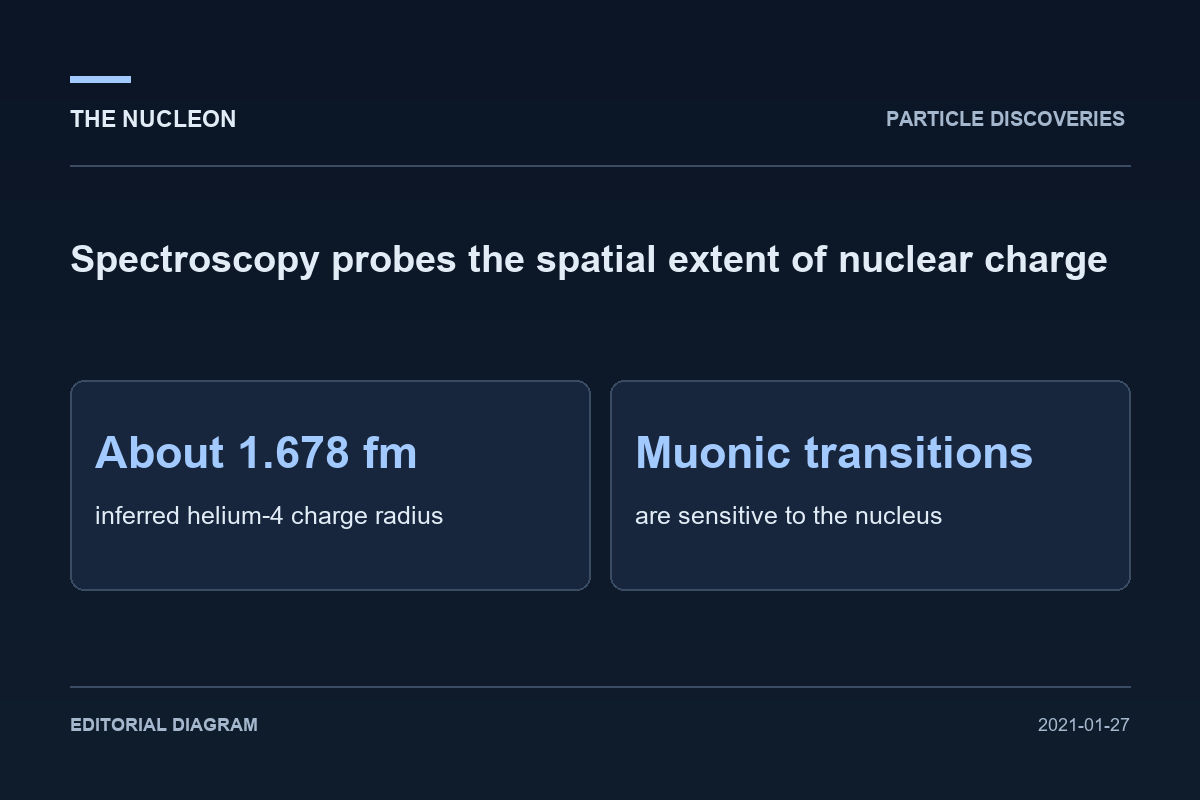 THE NUCLEON
PARTICLE DISCOVERIES
Spectroscopy probes the spatial extent of nuclear charge
About 1.678 fm
inferred helium-4 charge radius
Muonic transitions
are sensitive to the nucleus
EDITORIAL DIAGRAM
2021-01-27